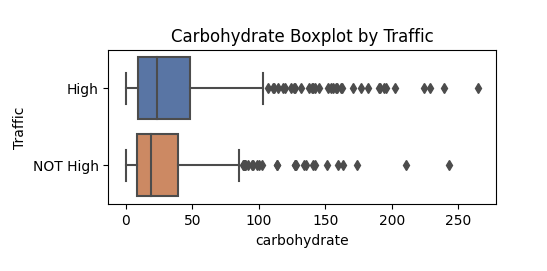 Carbohydrate Boxplot by Traffic
Traffic
High
NOT High
0 50 100 150 200 250
carbohydrate